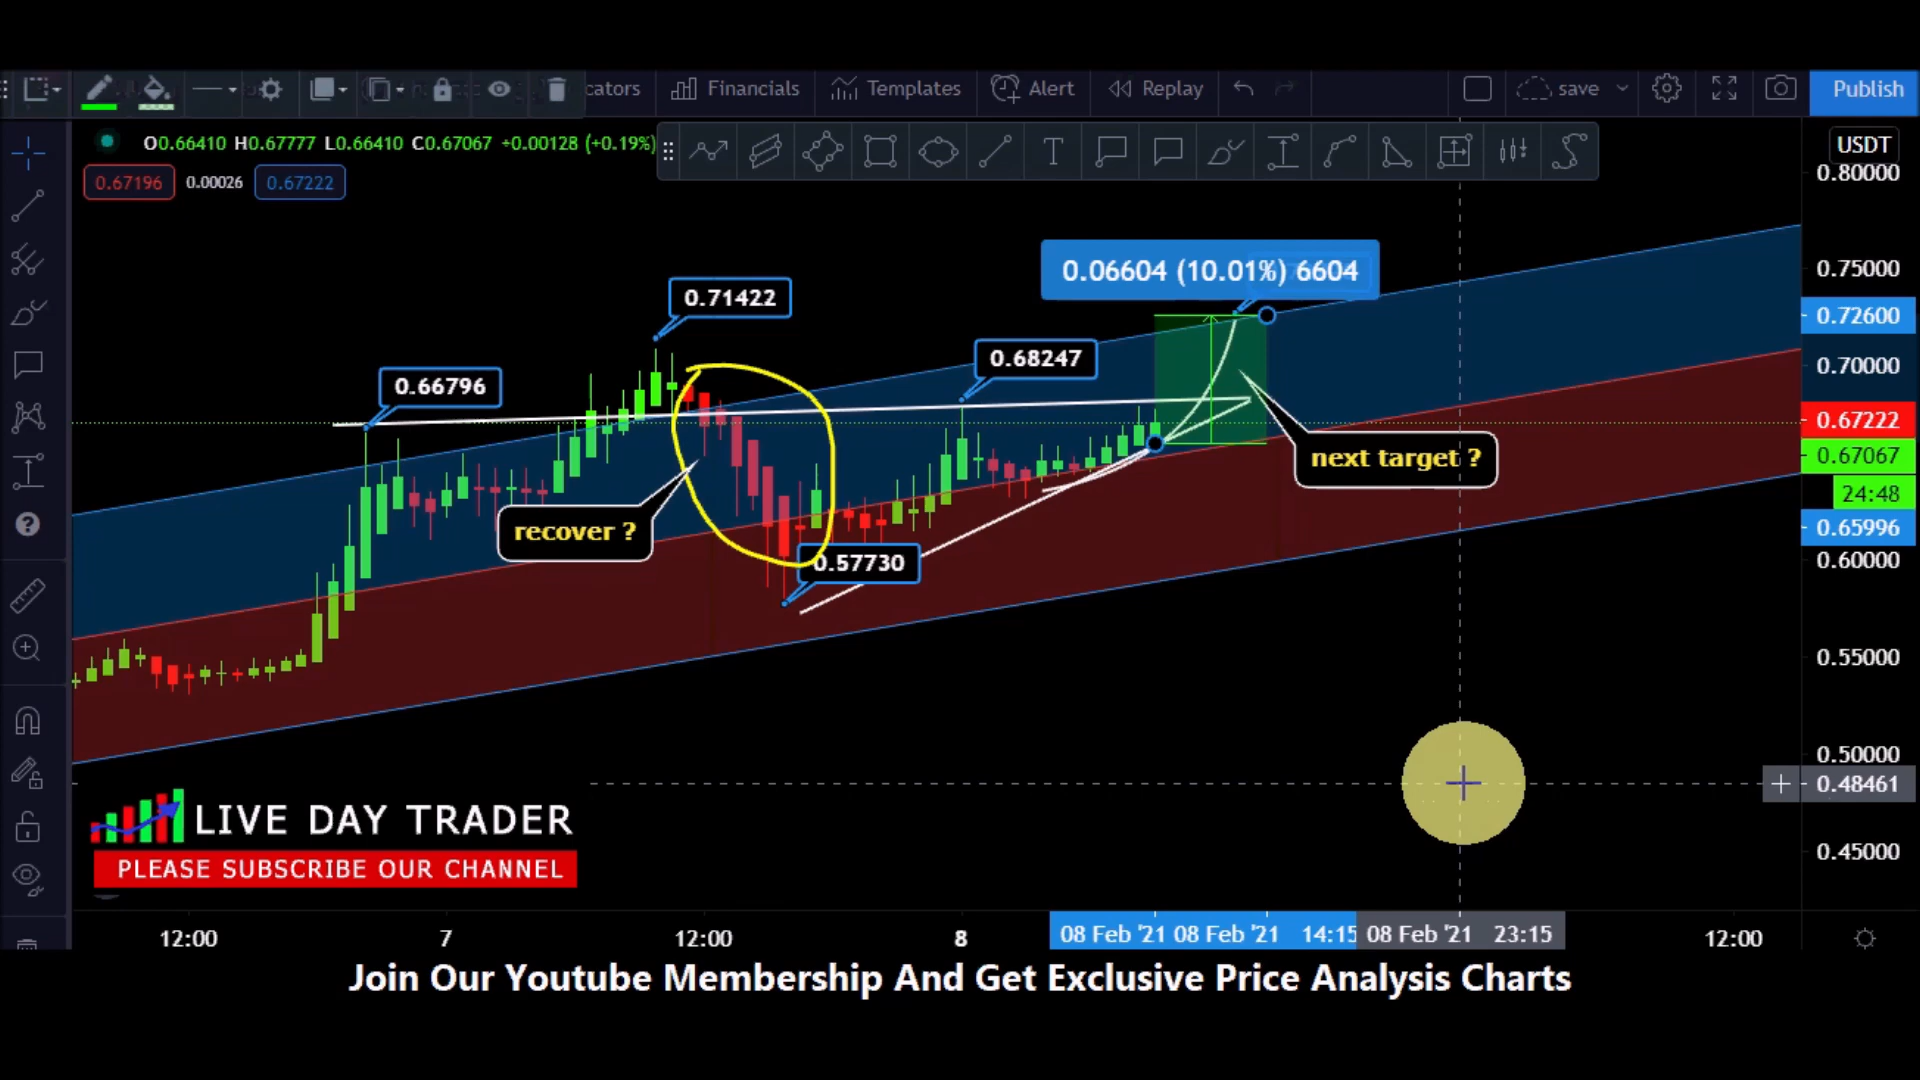 cators Financials Templates Alert Replay save Publish
O0.66410 H0.67777 L0.66410 C0.67067 +0.00128 (+0.19%)
0.67196 0.00026 0.67222
T
USDT
0.80000
0.75000
0.72600
0.70000
0.67222
0.67067
24:48
0.65996
0.60000
0.55000
0.50000
0.48461
0.45000
0.06604 (10.01%) 6604
0.71422
0.68247
0.66796
next target ?
recover ?
0.57730
LIVE DAY TRADER
PLEASE SUBSCRIBE OUR CHANNEL
12:00 7 12:00 8 08 Feb '21 08 Feb '21 14:15 08 Feb '21 23:15 12:00
Join Our Youtube Membership And Get Exclusive Price Analysis Charts